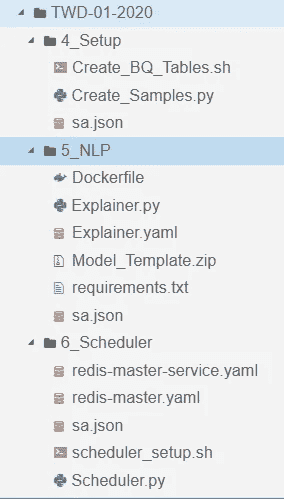 TWD-01-2020
4_Setup
Create_BQ_Tables.sh
Create_Samples.py
sa.json
5_NLP
Dockerfile
Explainer.py
Explainer.yaml
Model_Template.zip
requirements.txt
sa.json
6_Scheduler
redis-master-service.yaml
redis-master.yaml
sa.json
scheduler_setup.sh
Scheduler.py